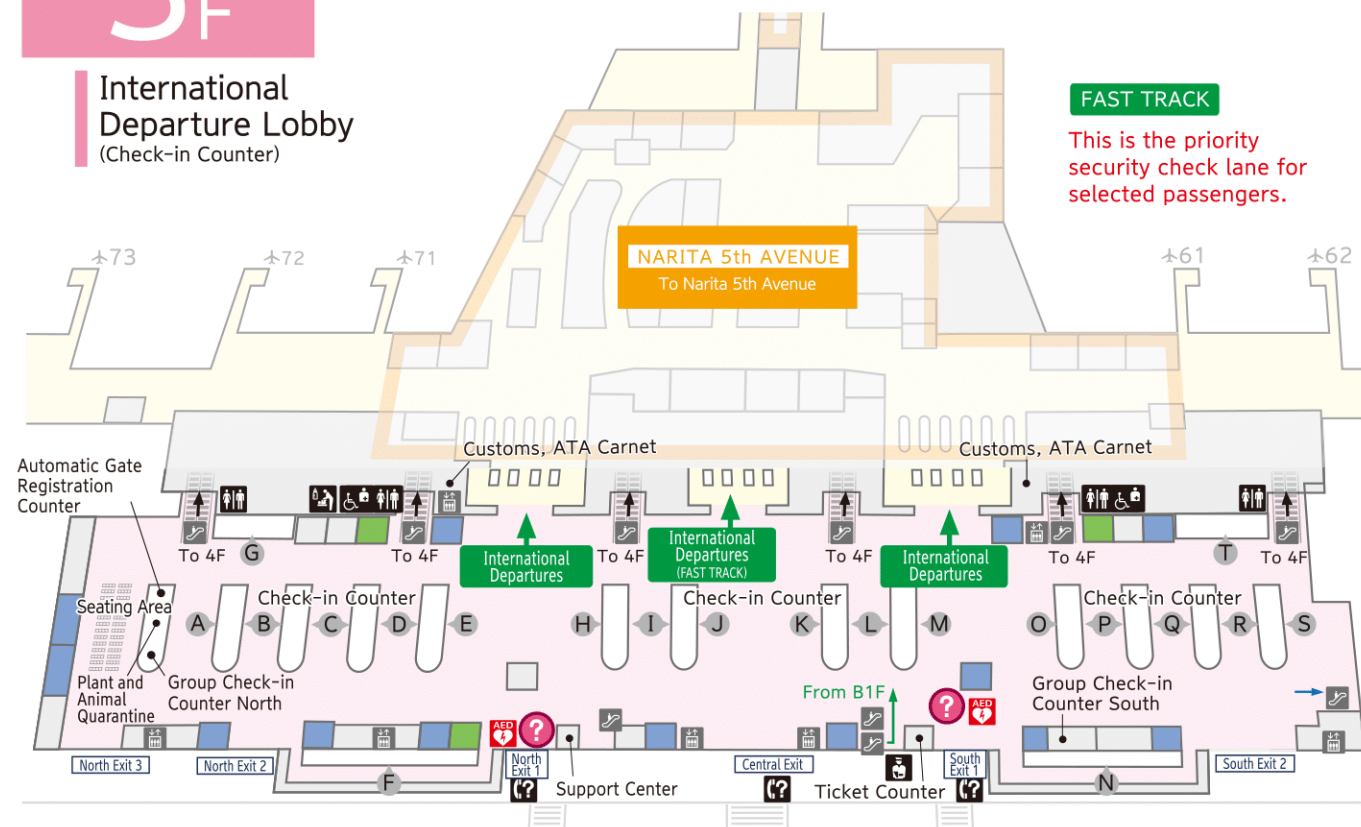 International
Departure Lobby
(Check-in Counter)
FAST TRACK
This is the priority
security check lane for
selected passengers.
NARITA 5th AVENUE
To Narita 5th Avenue
73
72
71
61
62
Customs, ATA Carnet
Customs, ATA Carnet
Automatic Gate
Registration
Counter
To 4F
G
To 4F
International
Departures
To 4F
International
Departures
(FAST TRACK)
To 4F
International
Departures
To 4F
T
To 4F
Seating Area
Check-in Counter
Check-in Counter
Check-in Counter
A
B
C
D
E
H
I
J
K
L
M
O
P
Q
R
S
Plant and
Animal
Quarantine
Group Check-in
Counter North
From B1F
Group Check-in
Counter South
AED
?
?
AED
North Exit 3
North Exit 2
F
North
Exit 1
?
Support Center
Central Exit
?
Ticket Counter
South
Exit 1
?
N
South Exit 2